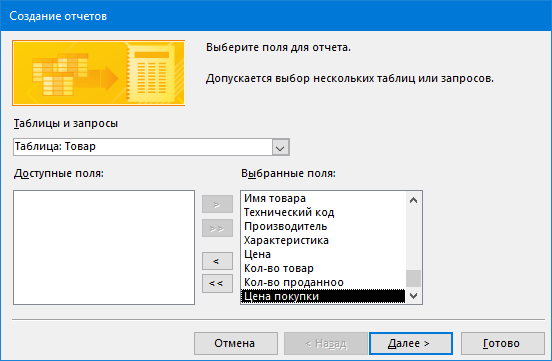 Создание отчетов
Выберите поля для отчета.
Допускается выбор нескольких таблиц или запросов.
Таблицы и запросы
Таблица: Товар
Доступные поля:
Выбранные поля:
Имя товара
Технический код
Производитель
Характеристика
Цена
Кол-во товар
Кол-во проданноо
Цена покупки
>
>>
<
<<
Отмена
< Назад
Далее >
Готово